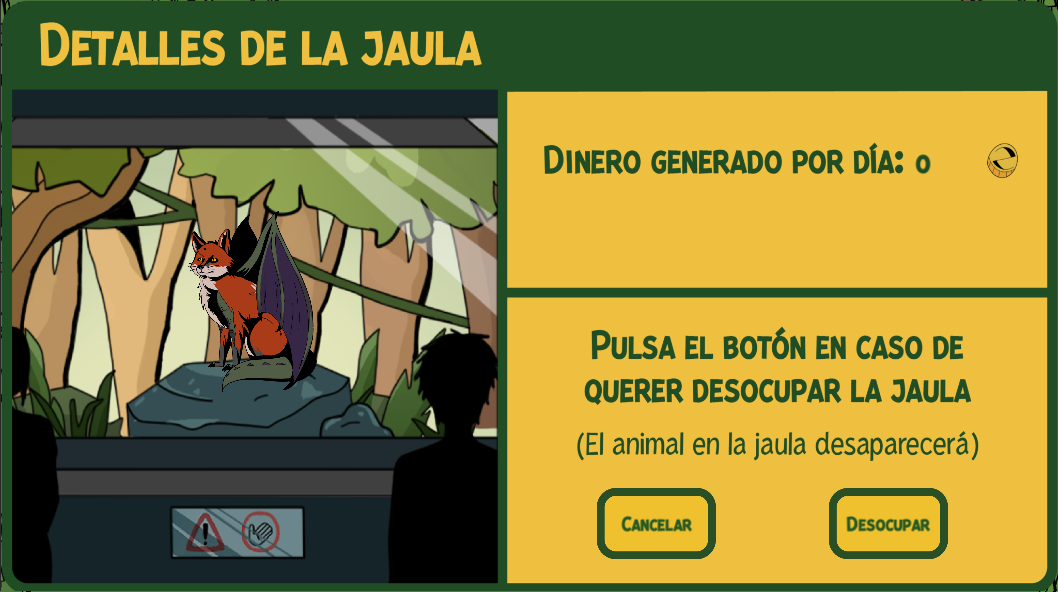 Detalles de la jaula
Dinero generado por día: 0
Pulsa el botón en caso de
querer desocupar la jaula
(El animal en la jaula desaparecerá)
Cancelar
Desocupar